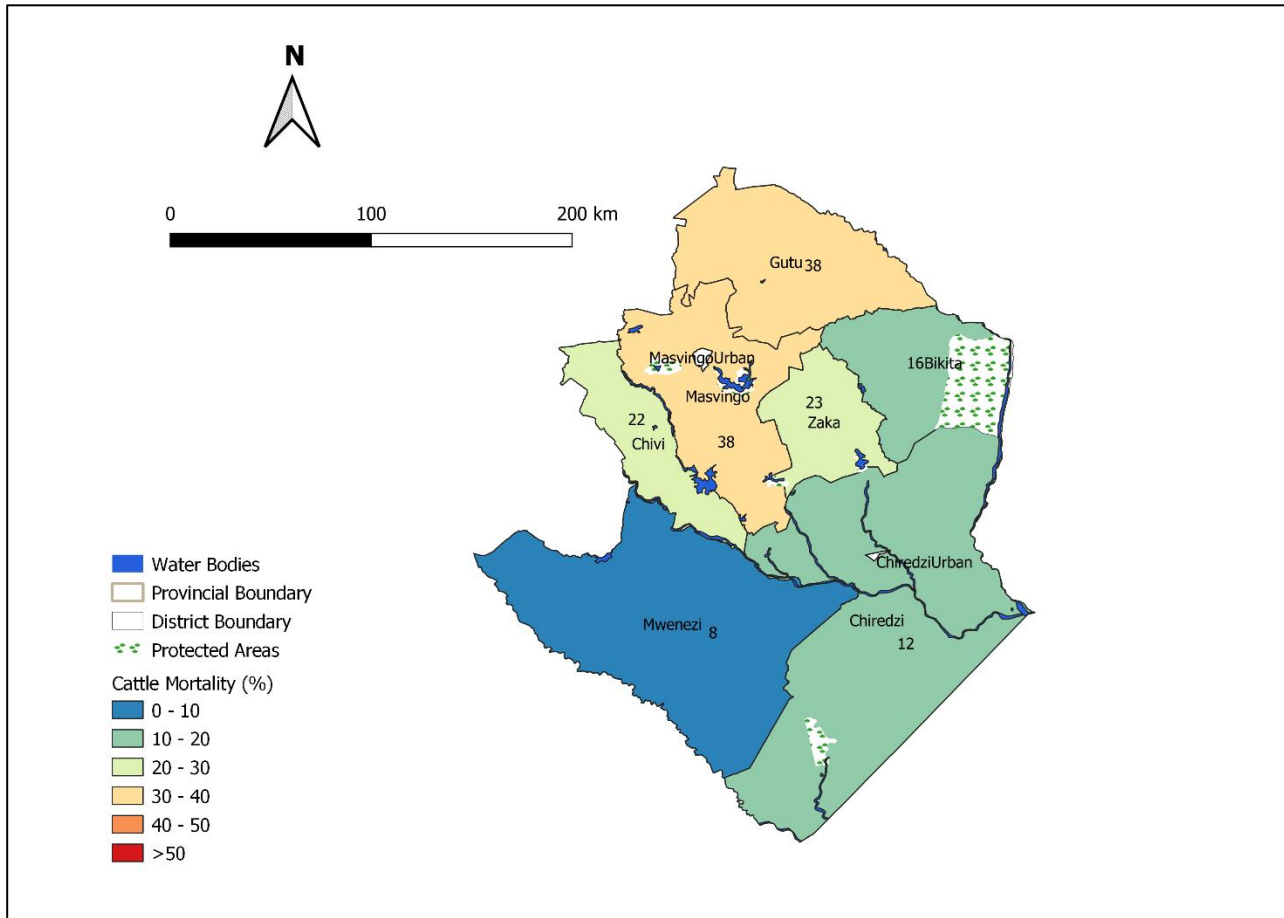 N
0 100 200 km
Gutu 38
MasvingoUrban
16Bikita
Masvingo
23
Zaka
22
Chivi
38
ChirediUrban
Mwenezi 8
Chiredzi
12
Water Bodies
Provincial Boundary
District Boundary
Protected Areas
Cattle Mortality (%)
0 - 10
10 - 20
20 - 30
30 - 40
40 - 50
>50